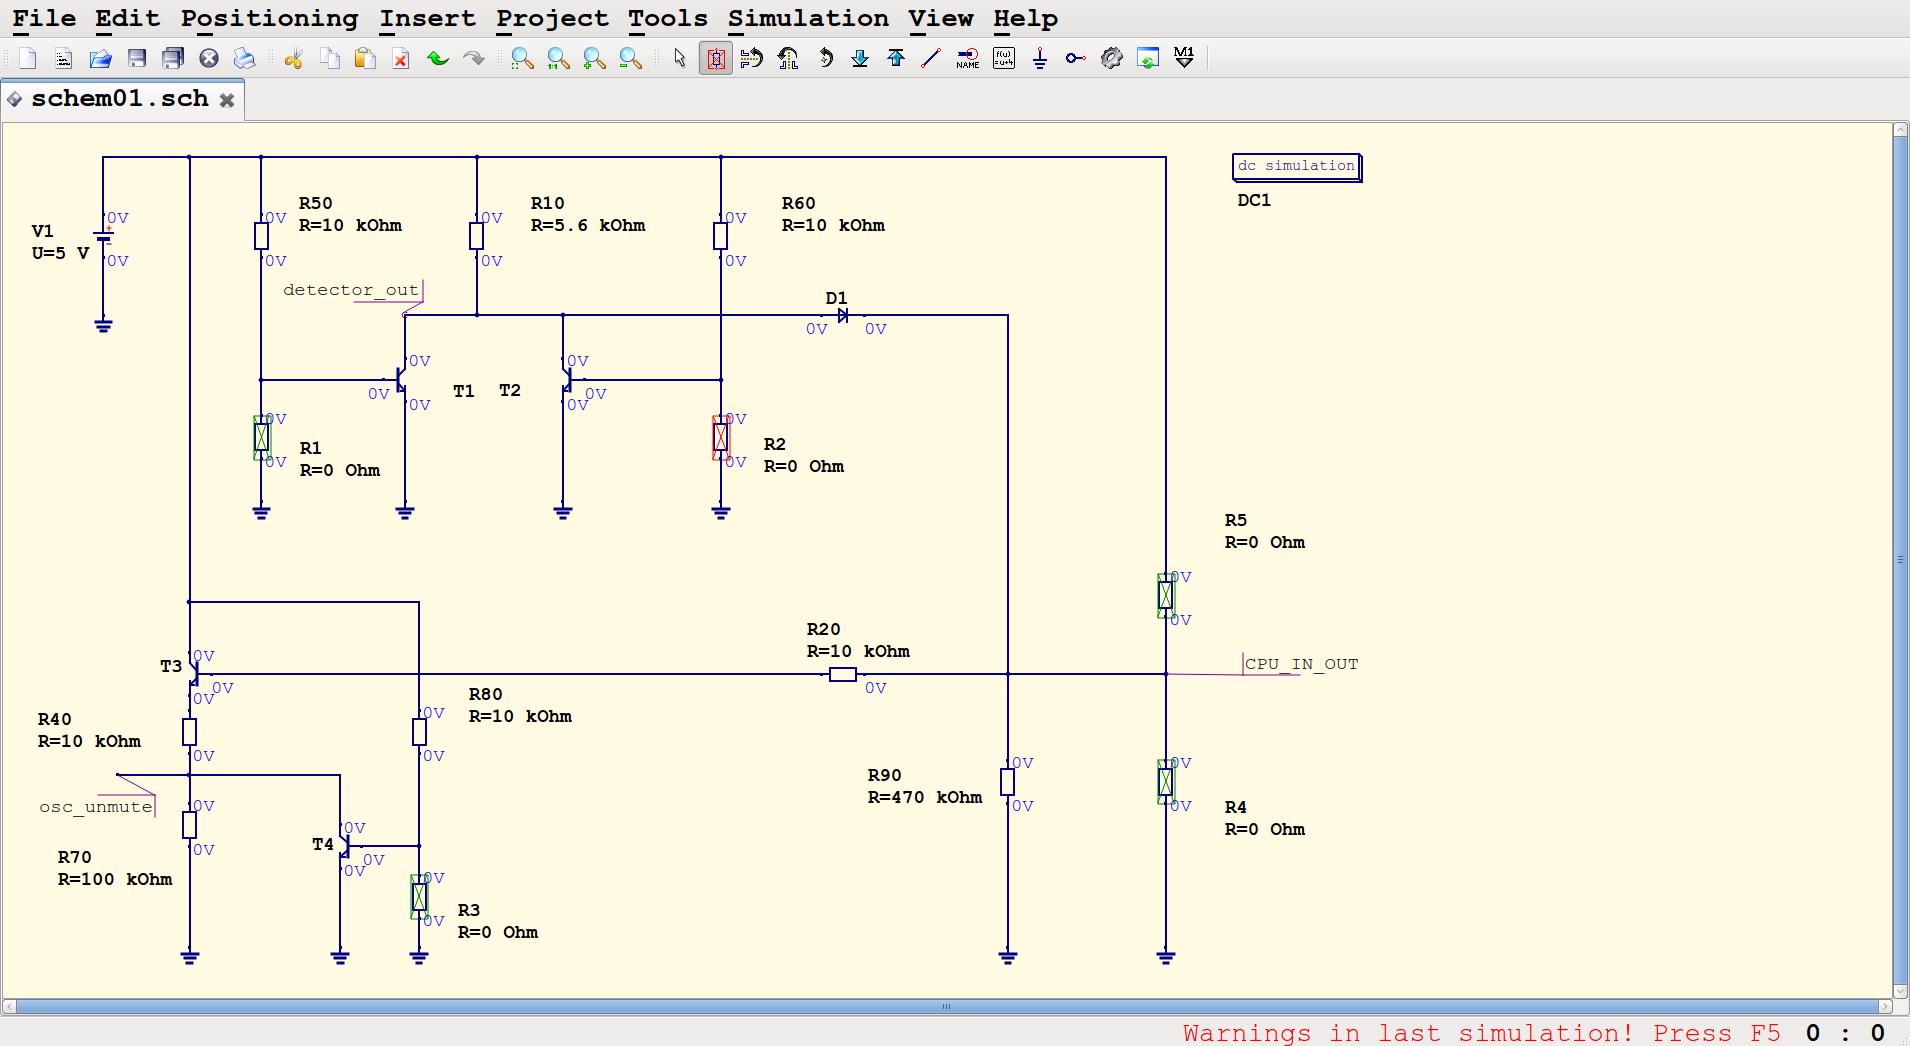 File Edit Positioning Insert Project Tools Simulation View Help
NAME
f(u)
=u+4
M1
schem01.sch
dc simulation
DC1
V1
U=5 V
0V
0V
R50
R=10 kOhm
0V
0V
R10
R=5.6 kOhm
0V
0V
R60
R=10 kOhm
0V
0V
detector_out
D1
0V 0V
0V
0V
0V
T1
T2
0V
0V
0V
0V
0V
R1
R=0 Ohm
0V
0V
R2
R=0 Ohm
R5
R=0 Ohm
0V
0V
R20
R=10 kOhm
0V
CPU_IN_OUT
T3
0V
0V
0V
R40
R=10 kOhm
0V
R80
R=10 kOhm
0V
0V
osc_unmute
0V
0V
R70
R=100 kOhm
T4
0V
0V
0V
0V
0V
R3
R=0 Ohm
R90
R=470 kOhm
0V
0V
0V
0V
R4
R=0 Ohm
Warnings in last simulation! Press F5 0 : 0